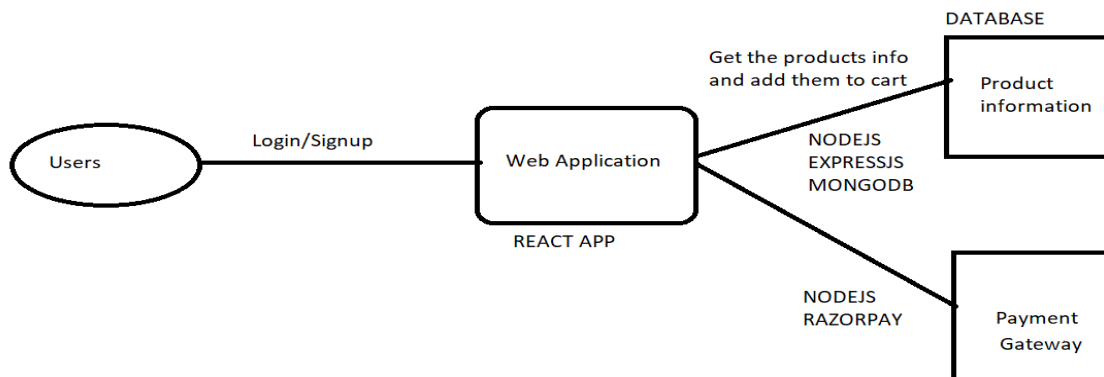 DATABASE
Get the products info
and add them to cart
Product
information
Login/Signup
Users
Web Application
NODEJS
EXPRESSJS
MONGODB
REACT APP
NODEJS
RAZORPAY
Payment
Gateway